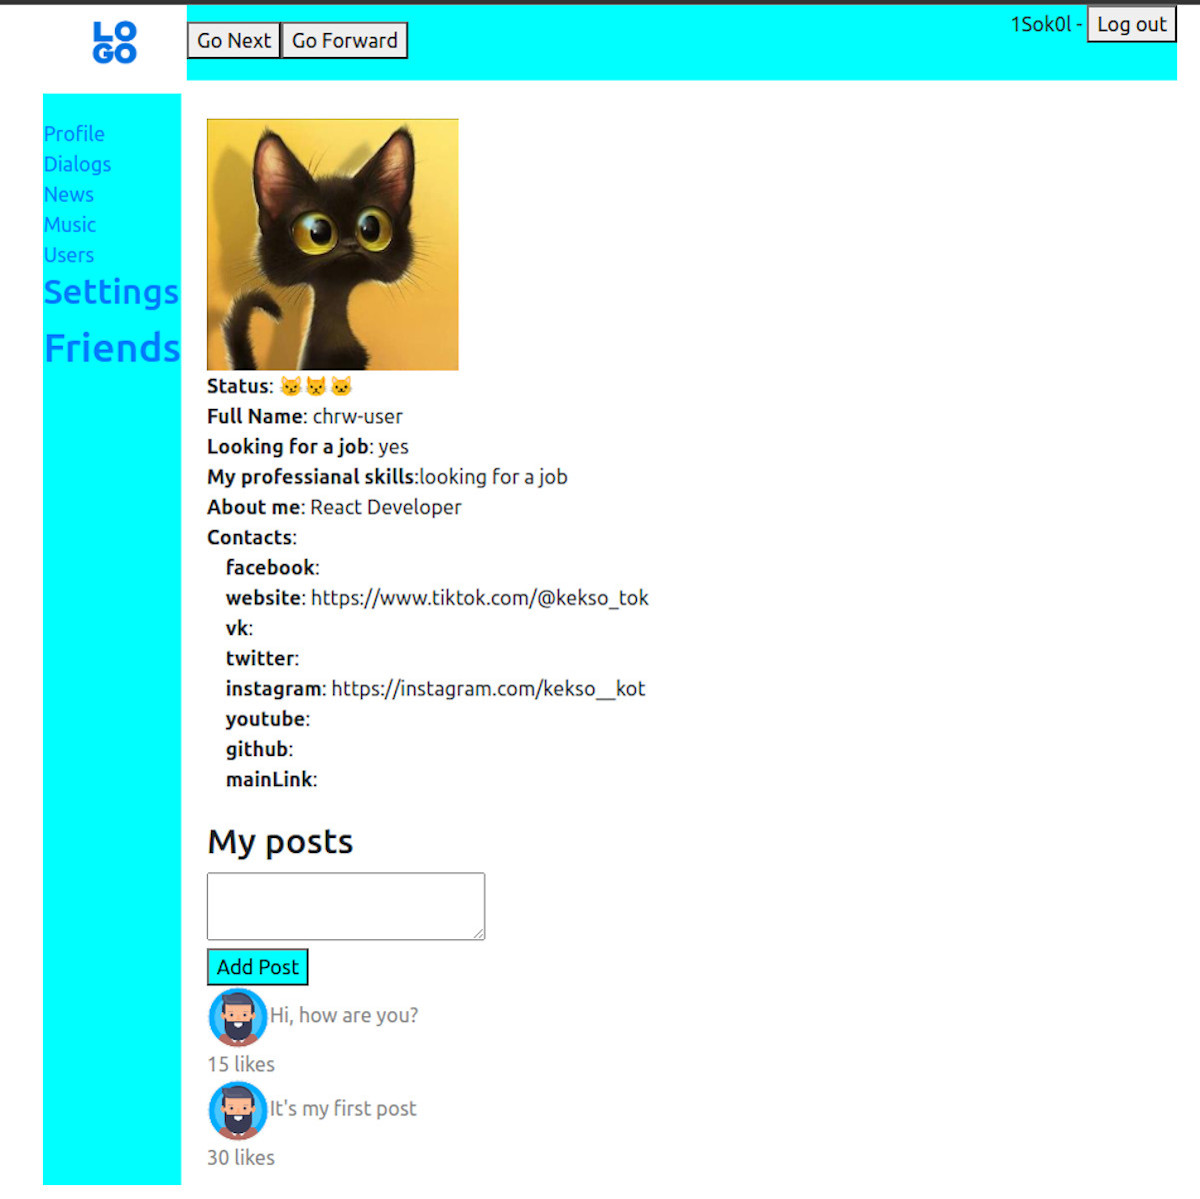 LO
GO
Go Next Go Forward
1Sok0l - Log out
Profile
Dialogs
News
Music
Users
Settings
Friends
Status: 😼😼😼
Full Name: chrw-user
Looking for a job: yes
My professianal skills:looking for a job
About me: React Developer
Contacts:
facebook:
website: https://www.tiktok.com/@kekso_tok
vk:
twitter:
instagram: https://instagram.com/kekso__kot
youtube:
github:
mainLink:
My posts
Add Post
Hi, how are you?
15 likes
It's my first post
30 likes